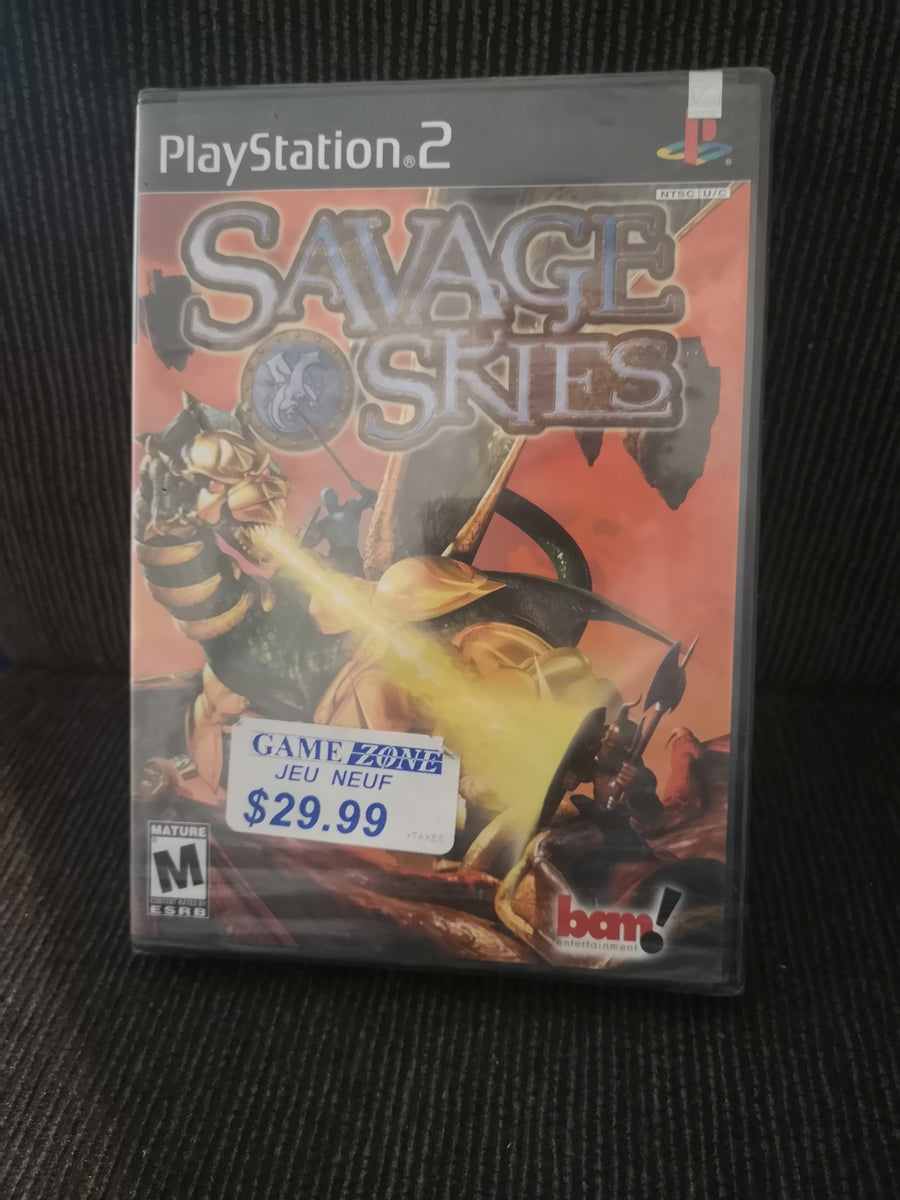 PlayStation®2
NTSC U/C
SAVAGE
SKIES
GAME ZONE
JEU NEUF
$29.99
+TAXES
MATURE
M
CONTENT RATED BY
ESRB
bam!
entertainment